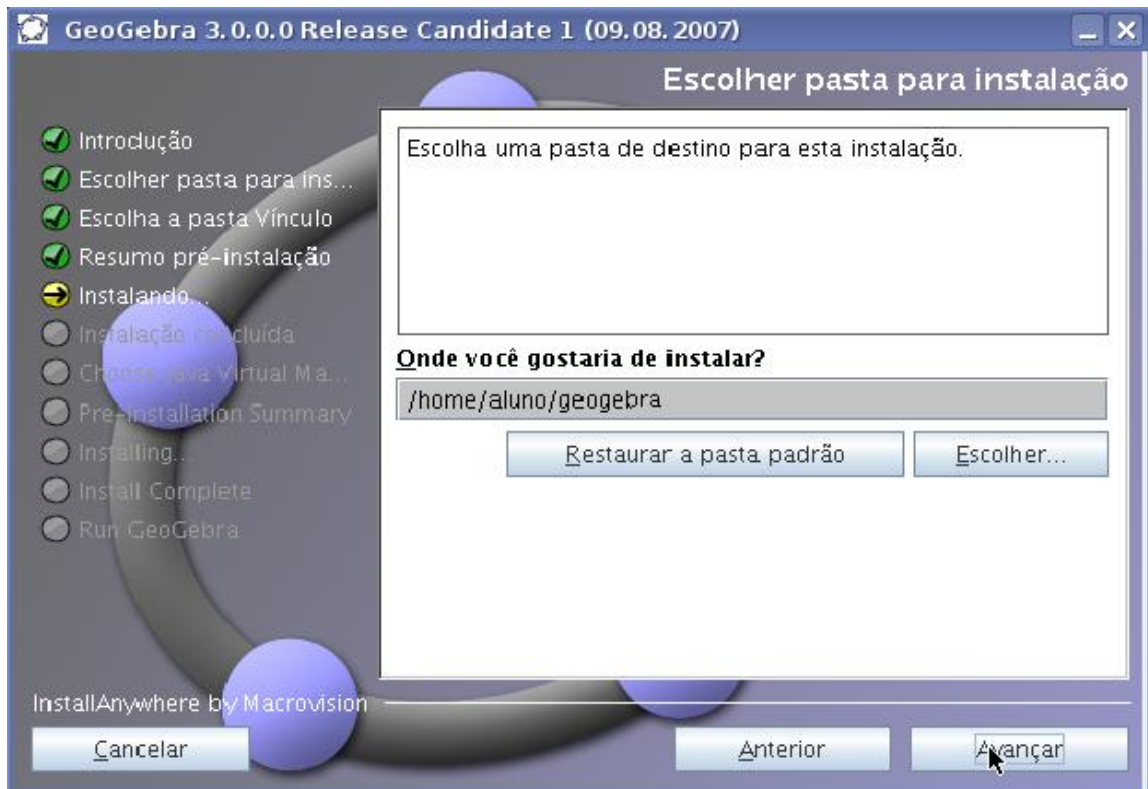 GeoGebra 3.0.0.0 Release Candidate 1 (09.08.2007)
Escolher pasta para instalação
Introdução
Escolher pasta para ins...
Escolha a pasta Vínculo
Resumo pré-instalação
Instalando...
Instalação concluída
Choose Java Virtual Ma...
Pre-Installation Summary
Installing...
Install Complete
Run GeoGebra
Escolha uma pasta de destino para esta instalação.
Onde você gostaria de instalar?
/home/aluno/geogebra
Restaurar a pasta padrão
Escolher...
InstallAnywhere by Macrovision
Cancelar
Anterior
Avançar